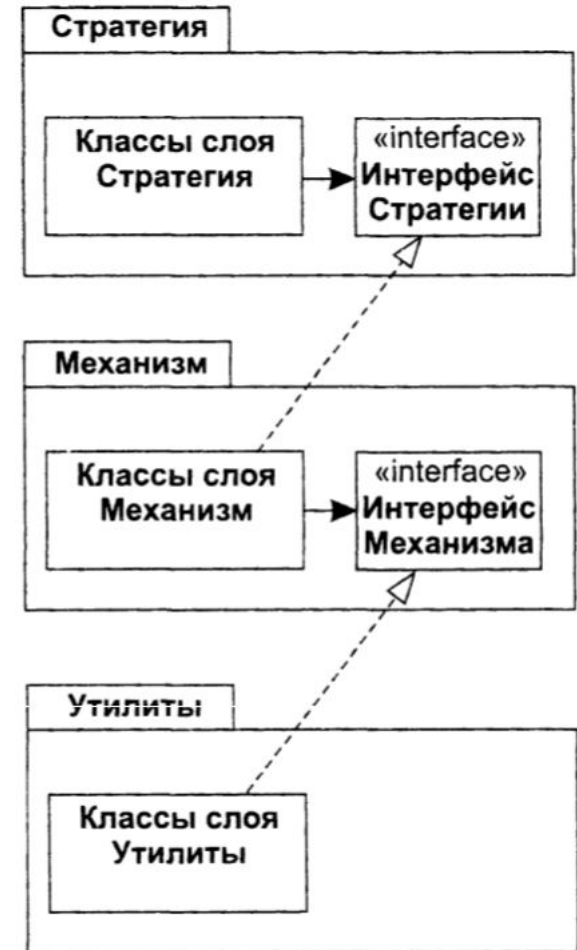 Стратегия
Классы слоя
Стратегия
«interface»
Интерфейс
Стратегии
Механизм
Классы слоя
Механизм
«interface»
Интерфейс
Механизма
Утилиты
Классы слоя
Утилиты